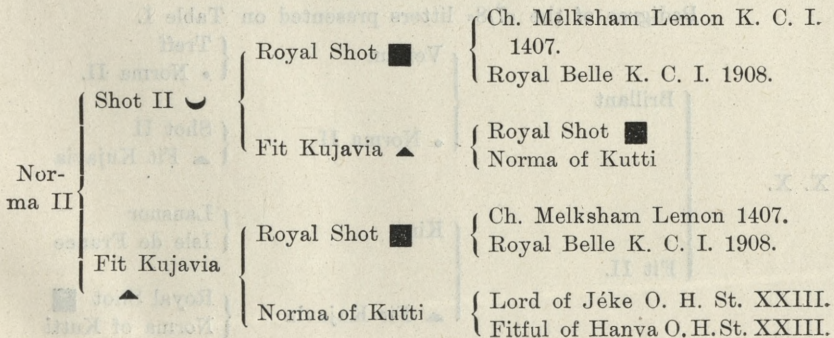 Ch. Melksham Lemon K. C. I.
1407.
Royal Shot
Royal Belle K. C. I. 1908.
Shot II
Royal Shot
Fit Kujavia
Norma of Kutti
Nor-
ma II
Ch. Melksham Lemon 1407.
Royal Shot
Royal Belle K. C. I. 1908.
Fit Kujavia
Lord of Jéke O. H. St. XXIII.
Norma of Kutti
Fitful of Hanva O. H. St. XXIII.